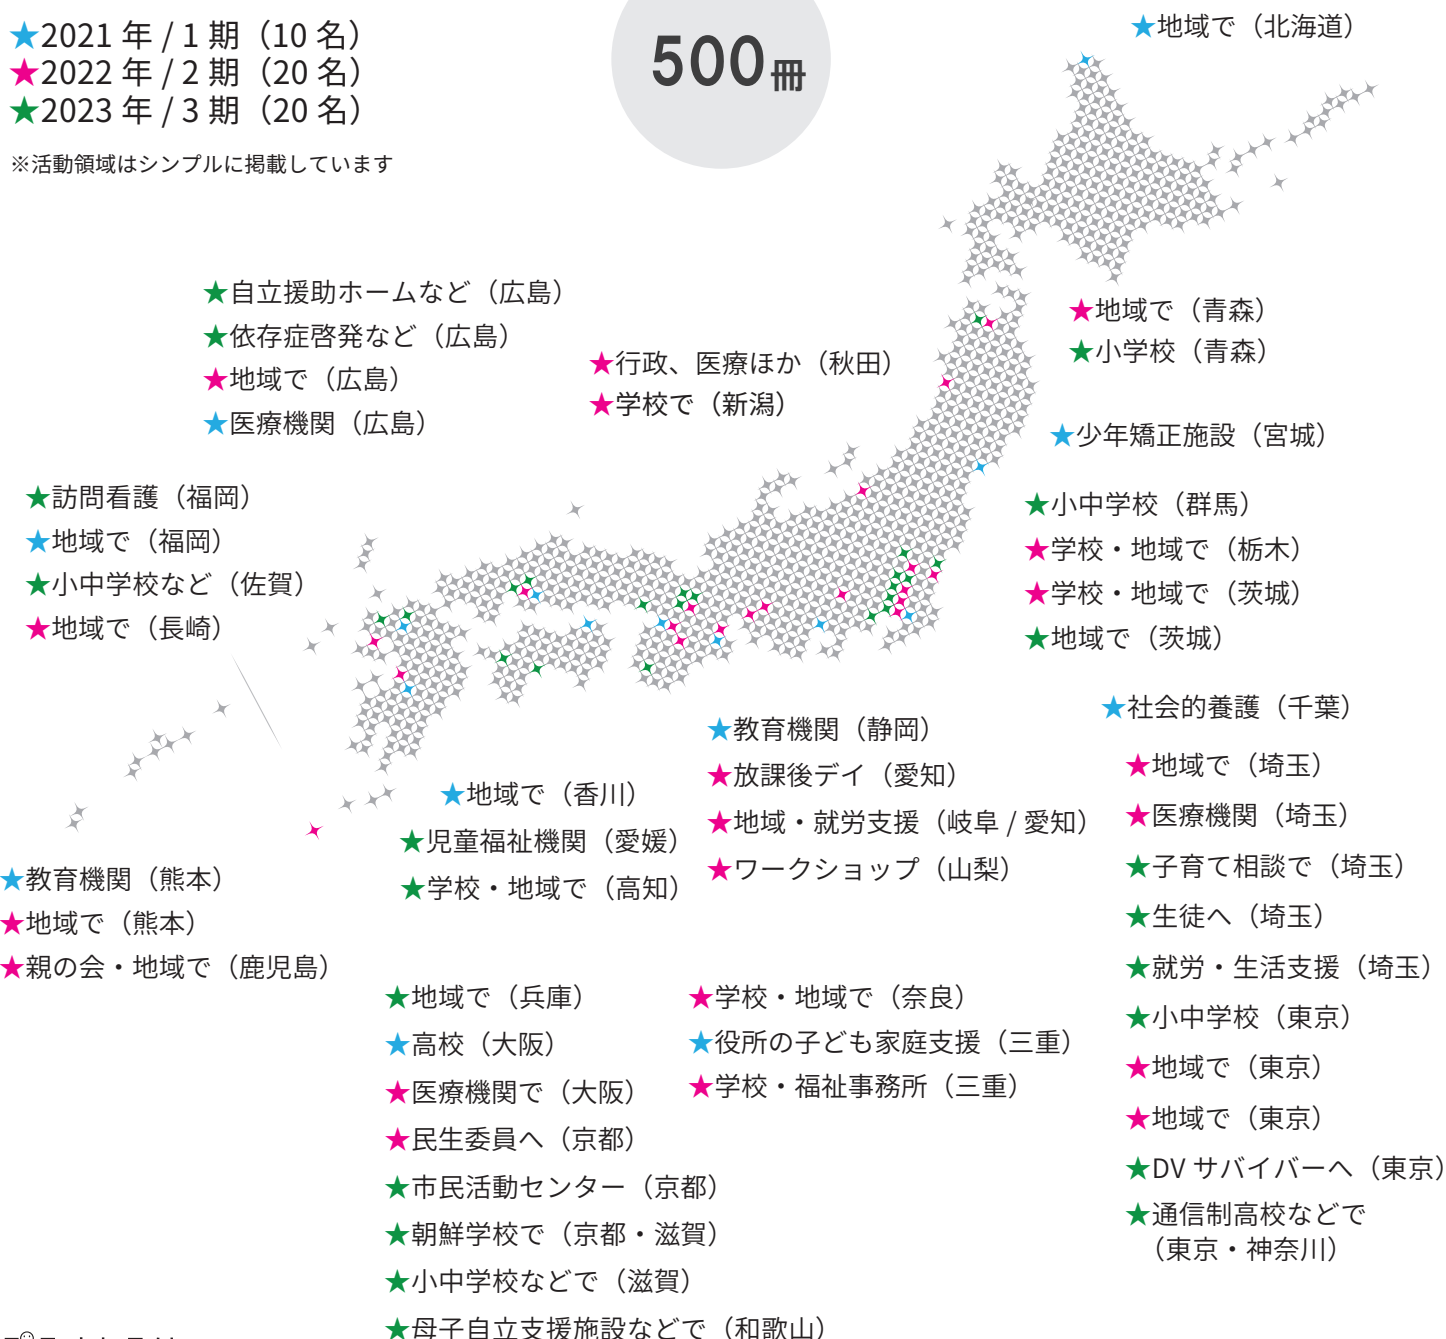 ★2021 年 / 1 期（10 名）
★2022 年 / 2 期（20 名）
★2023 年 / 3 期（20 名）
※活動領域はシンプルに掲載しています
500冊
★地域で（北海道）
★自立援助ホームなど（広島）
★依存症啓発など（広島）
★地域で（広島）
★医療機関（広島）
★行政、医療ほか（秋田）
★学校で（新潟）
★地域で（青森）
★小学校（青森）
★少年矯正施設（宮城）
★訪問看護（福岡）
★地域で（福岡）
★小中学校など（佐賀）
★地域で（長崎）
★小中学校（群馬）
★学校・地域で（栃木）
★学校・地域で（茨城）
★地域で（茨城）
★教育機関（熊本）
★地域で（熊本）
★親の会・地域で（鹿児島）
★地域で（香川）
★児童福祉機関（愛媛）
★学校・地域で（高知）
★教育機関（静岡）
★放課後デイ（愛知）
★地域・就労支援（岐阜 / 愛知）
★ワークショップ（山梨）
★社会的養護（千葉）
★地域で（埼玉）
★医療機関（埼玉）
★子育て相談で（埼玉）
★生徒へ（埼玉）
★就労・生活支援（埼玉）
★小中学校（東京）
★地域で（東京）
★地域で（東京）
★DV サバイバーへ（東京）
★通信制高校などで
（東京・神奈川）
★地域で（兵庫）
★高校（大阪）
★医療機関で（大阪）
★民生委員へ（京都）
★市民活動センター（京都）
★朝鮮学校で（京都・滋賀）
★小中学校などで（滋賀）
★母子自立支援施設などで（和歌山）
★学校・地域で（奈良）
★役所の子ども家庭支援（三重）
★学校・福祉事務所（三重）